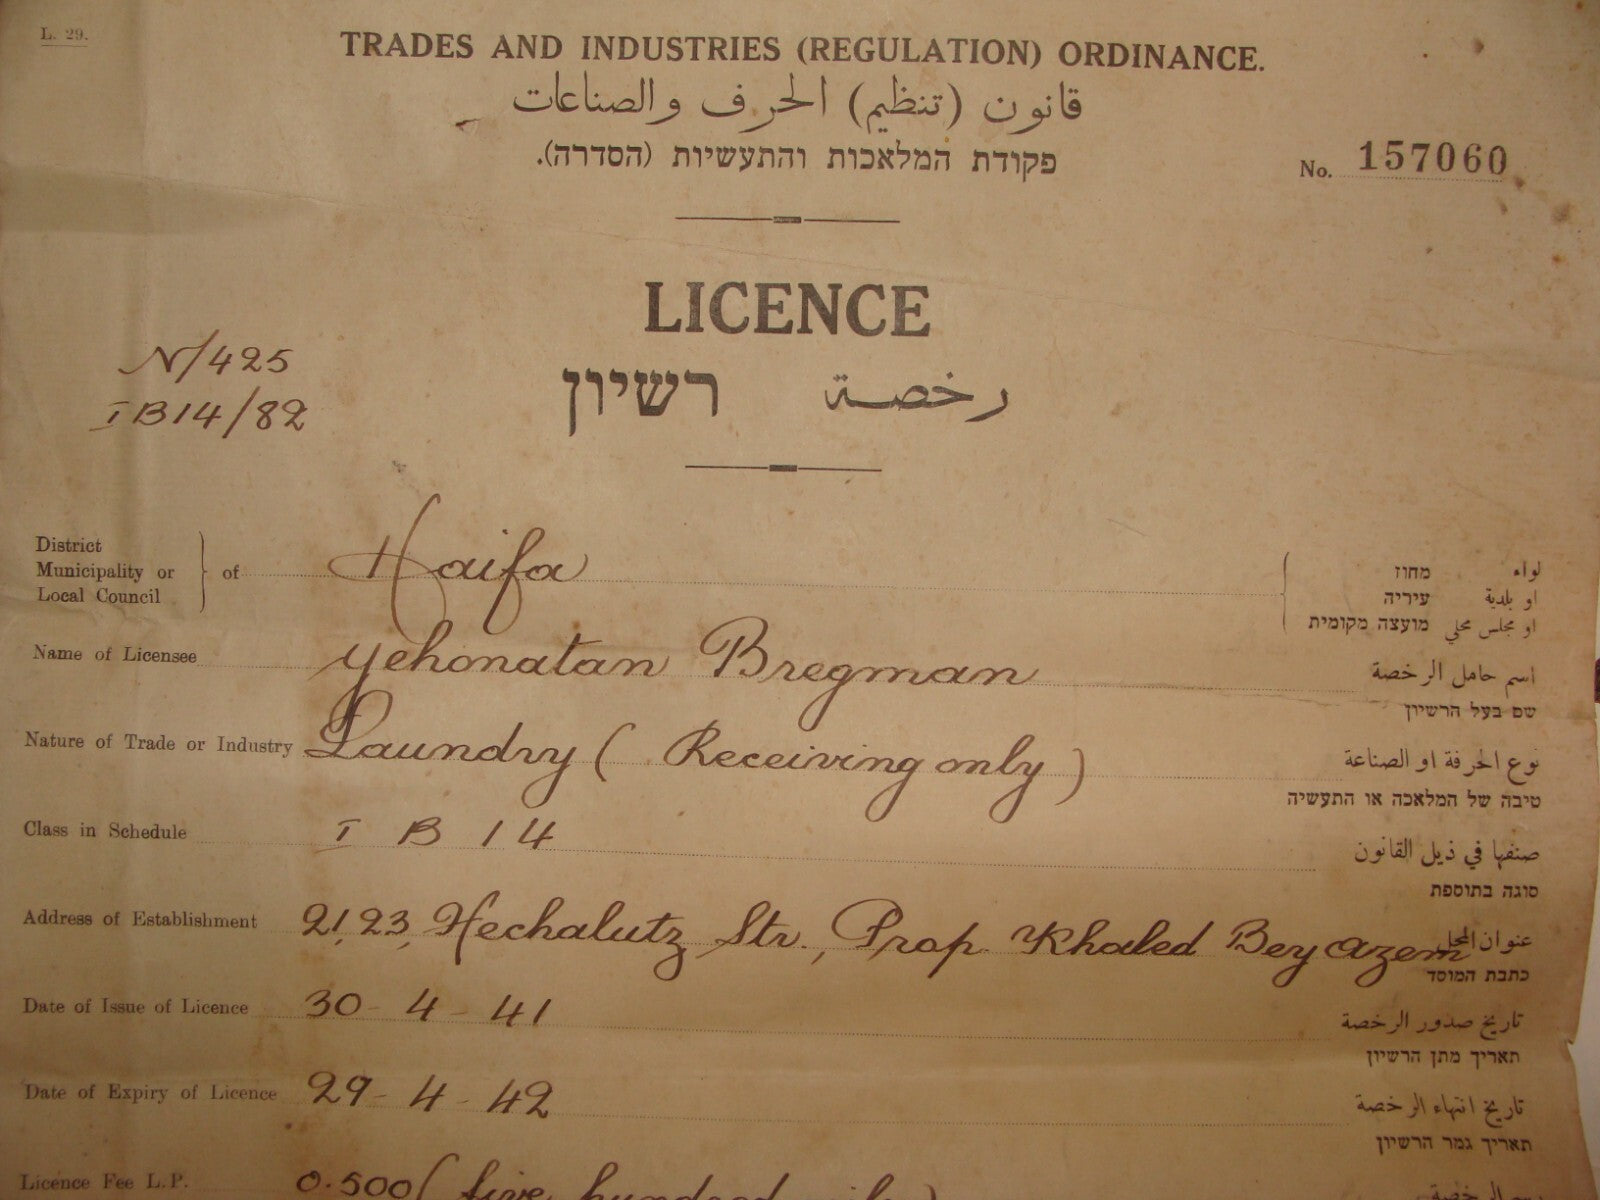 L. 29.
TRADES AND INDUSTRIES (REGULATION) ORDINANCE.
قانون (تنظيم) الحرف والصناعات
פקודת המלאכות והתעשיות (הסדרה).
No. 157060
LICENCE
רשיון رخصة
N/425
I B14/82
District
Municipality or
Local Council
of Haifa
לواء מחוז
او بلدية עיריה
او مجلس محلي מועצה מקומית
Name of Licensee Yehonatan Bregman اسم حامل الرخصة
שם בעל הרשיון
Nature of Trade or Industry Laundry ( Receiving only ) نوع الحرفة او الصناعة
טיבה של המלאכה או התעשיה
Class in Schedule I B 14 صنفها في ذيل القانون
סוגה בתוספת
Address of Establishment 21, 23, Hechalutz Str., Prop Khaled Bey Azem عنوان المحل
כתבת המוסד
Date of Issue of Licence 30 - 4 - 41 تاريخ صدور الرخصة
תאריך מתן הרשיון
Date of Expiry of Licence 29 - 4 - 42 تاريخ انتهاء الرخصة
תאריך גמר הרשיון
Licence Fee L.P. 0.500 ( five hundred mils ) الرخصة